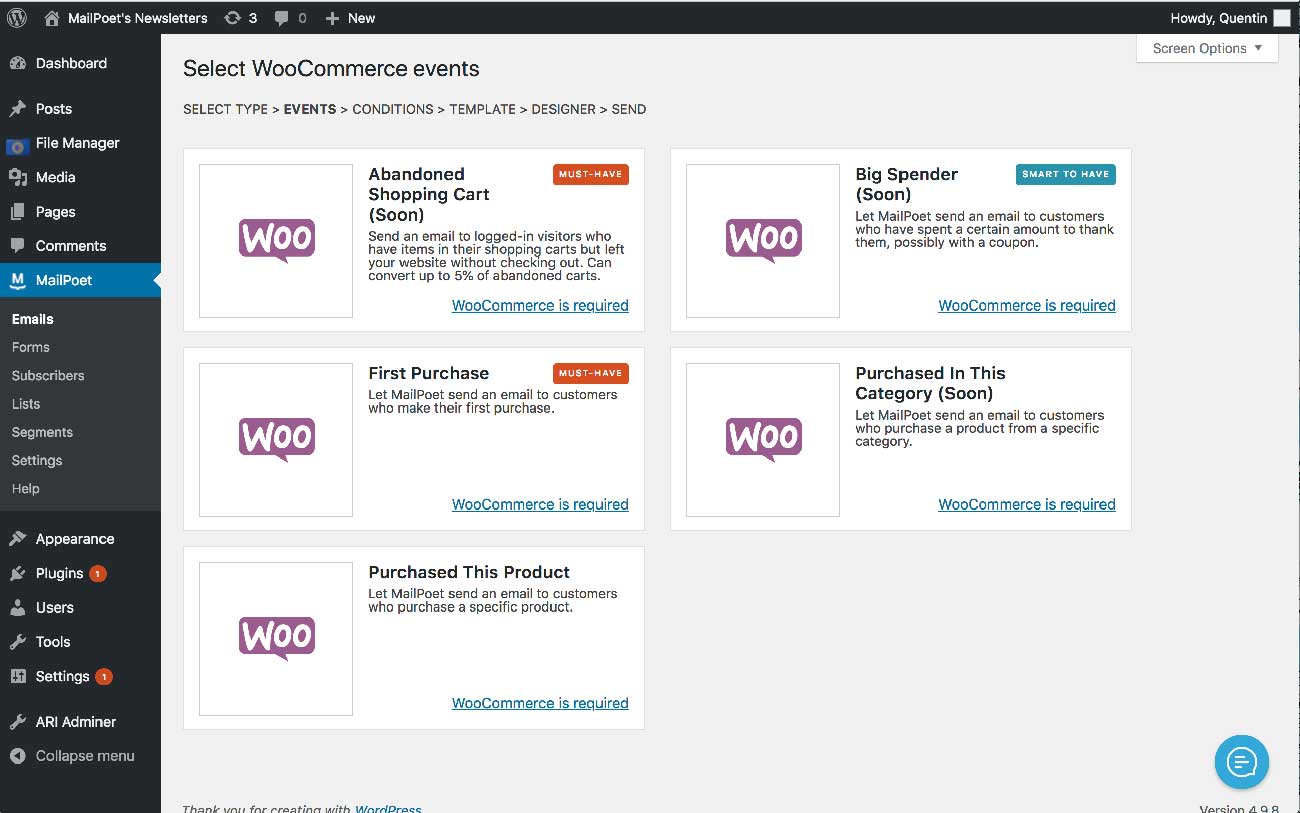 MailPoet's Newsletters 3 0 New Howdy, Quentin
Screen Options
Dashboard
Posts
File Manager
Media
Pages
Comments
MailPoet
Emails
Forms
Subscribers
Lists
Segments
Settings
Help
Appearance
Plugins 1
Users
Tools
Settings 1
ARI Adminer
Collapse menu
Select WooCommerce events
SELECT TYPE > EVENTS > CONDITIONS > TEMPLATE > DESIGNER > SEND
WOO
Abandoned
Shopping Cart
(Soon)
MUST-HAVE
Send an email to logged-in visitors who
have items in their shopping carts but left
your website without checking out. Can
convert up to 5% of abandoned carts.
WooCommerce is required
WOO
Big Spender
(Soon)
SMART TO HAVE
Let MailPoet send an email to customers
who have spent a certain amount to thank
them, possibly with a coupon.
WooCommerce is required
WOO
First Purchase
MUST-HAVE
Let MailPoet send an email to customers
who make their first purchase.
WooCommerce is required
WOO
Purchased In This
Category (Soon)
Let MailPoet send an email to customers
who purchase a product from a specific
category.
WooCommerce is required
WOO
Purchased This Product
Let MailPoet send an email to customers
who purchase a specific product.
WooCommerce is required
Thank you for creating with WordPress
Version 4.9.8